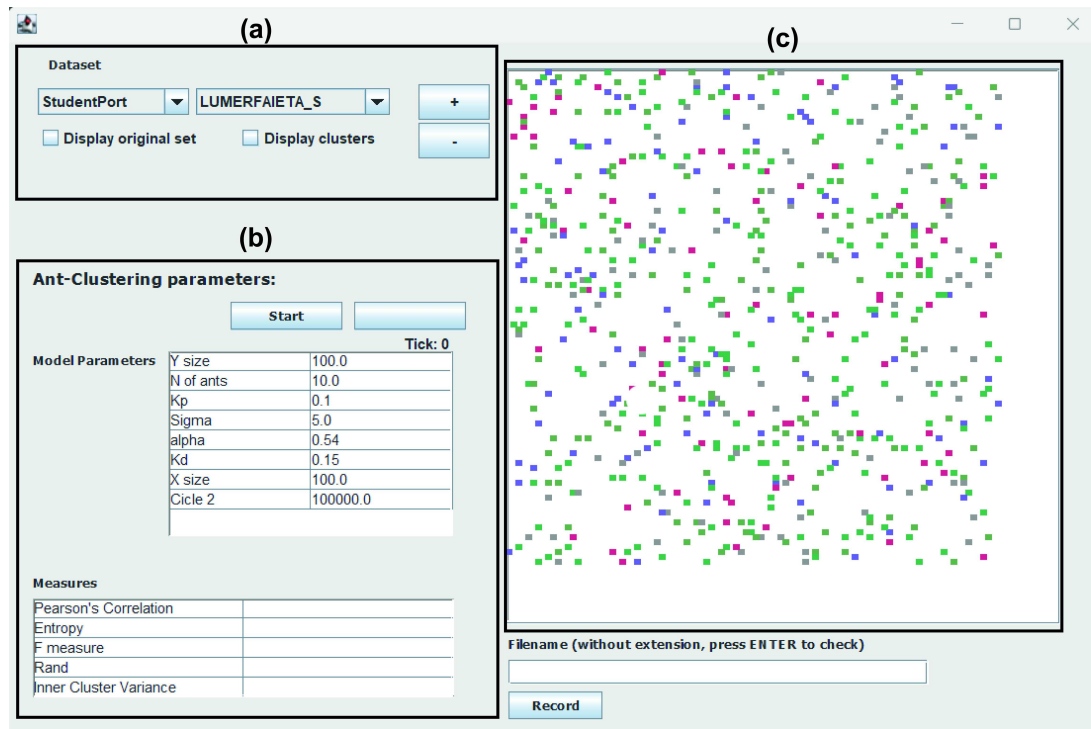 (a)
Dataset
StudentPort LUMERFAIETA_S +
Display original set Display clusters -
(b)
Ant-Clustering parameters:
Start
Tick: 0
Model Parameters
Y size 100.0
N of ants 10.0
Kp 0.1
Sigma 5.0
alpha 0.54
Kd 0.15
X size 100.0
Cicle 2 100000.0
Measures
Pearson's Correlation
Entropy
F measure
Rand
Inner Cluster Variance
(c)
Filename (without extension, press ENTER to check)
Record